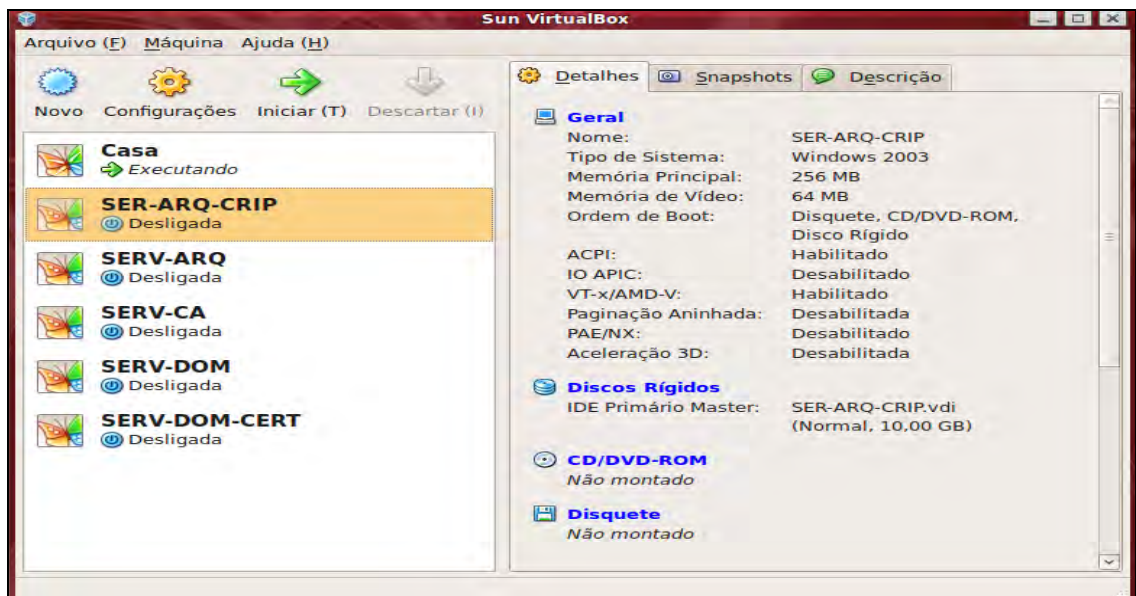 Sun VirtualBox
Arquivo (F) Máquina Ajuda (H)
Novo Configurações Iniciar (T) Descartar (I)
Casa
Executando
SER-ARQ-CRIP
Desligada
SERV-ARQ
Desligada
SERV-CA
Desligada
SERV-DOM
Desligada
SERV-DOM-CERT
Desligada
Detalhes Snapshots Descrição
Geral
Nome: SER-ARQ-CRIP
Tipo de Sistema: Windows 2003
Memória Principal: 256 MB
Memória de Vídeo: 64 MB
Ordem de Boot: Disquete, CD/DVD-ROM,
Disco Rígido
ACPI: Habilitado
IO APIC: Desabilitado
VT-x/AMD-V: Habilitado
Paginação Aninhada: Desabilitada
PAE/NX: Desabilitado
Aceleração 3D: Desabilitada
Discos Rígidos
IDE Primário Master: SER-ARQ-CRIP.vdi
(Normal, 10,00 GB)
CD/DVD-ROM
Não montado
Disquete
Não montado